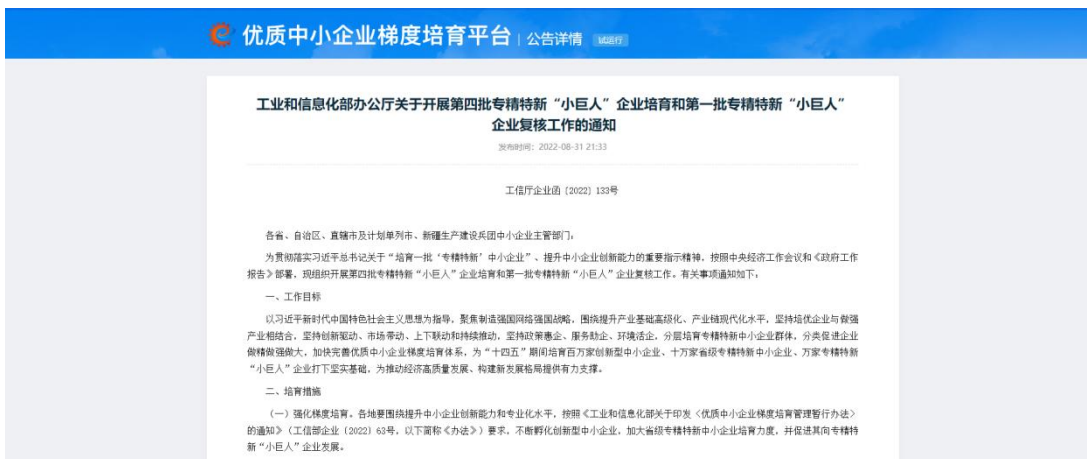 优质中小企业梯度培育平台 | 公告详情 试运行
工业和信息化部办公厅关于开展第四批专精特新“小巨人”企业培育和第一批专精特新“小巨人”
企业复核工作的通知
发布时间：2022-08-31 21:33
工信厅企业函〔2022〕133号
各省、自治区、直辖市及计划单列市、新疆生产建设兵团中小企业主管部门：
为贯彻落实习近平总书记关于“培育一批‘专精特新’中小企业”、提升中小企业创新能力的重要指示精神，按照中央经济工作会议和《政府工作
报告》部署，现组织开展第四批专精特新“小巨人”企业培育和第一批专精特新“小巨人”企业复核工作。有关事项通知如下：
一、工作目标
以习近平新时代中国特色社会主义思想为指导，聚焦制造强国网络强国战略，围绕提升产业基础高级化、产业链现代化水平，坚持培优企业与做强
产业相结合，坚持创新驱动、市场带动、上下联动和持续推动，坚持政策惠企、服务助企、环境活企，分层培育专精特新中小企业群体，分类促进企业
做精做强做大，加快完善优质中小企业梯度培育体系，为“十四五”期间培育百万家创新型中小企业、十万家省级专精特新中小企业、万家专精特新
“小巨人”企业打下坚实基础，为推动经济高质量发展、构建新发展格局提供有力支撑。
二、培育措施
（一）强化梯度培育。各地要围绕提升中小企业创新能力和专业化水平，按照《工业和信息化部关于印发〈优质中小企业梯度培育管理暂行办法〉
的通知》（工信部企业〔2022〕63号，以下简称《办法》）要求，不断孵化创新型中小企业，加大省级专精特新中小企业培育力度，并促进其向专精特
新“小巨人”企业发展。